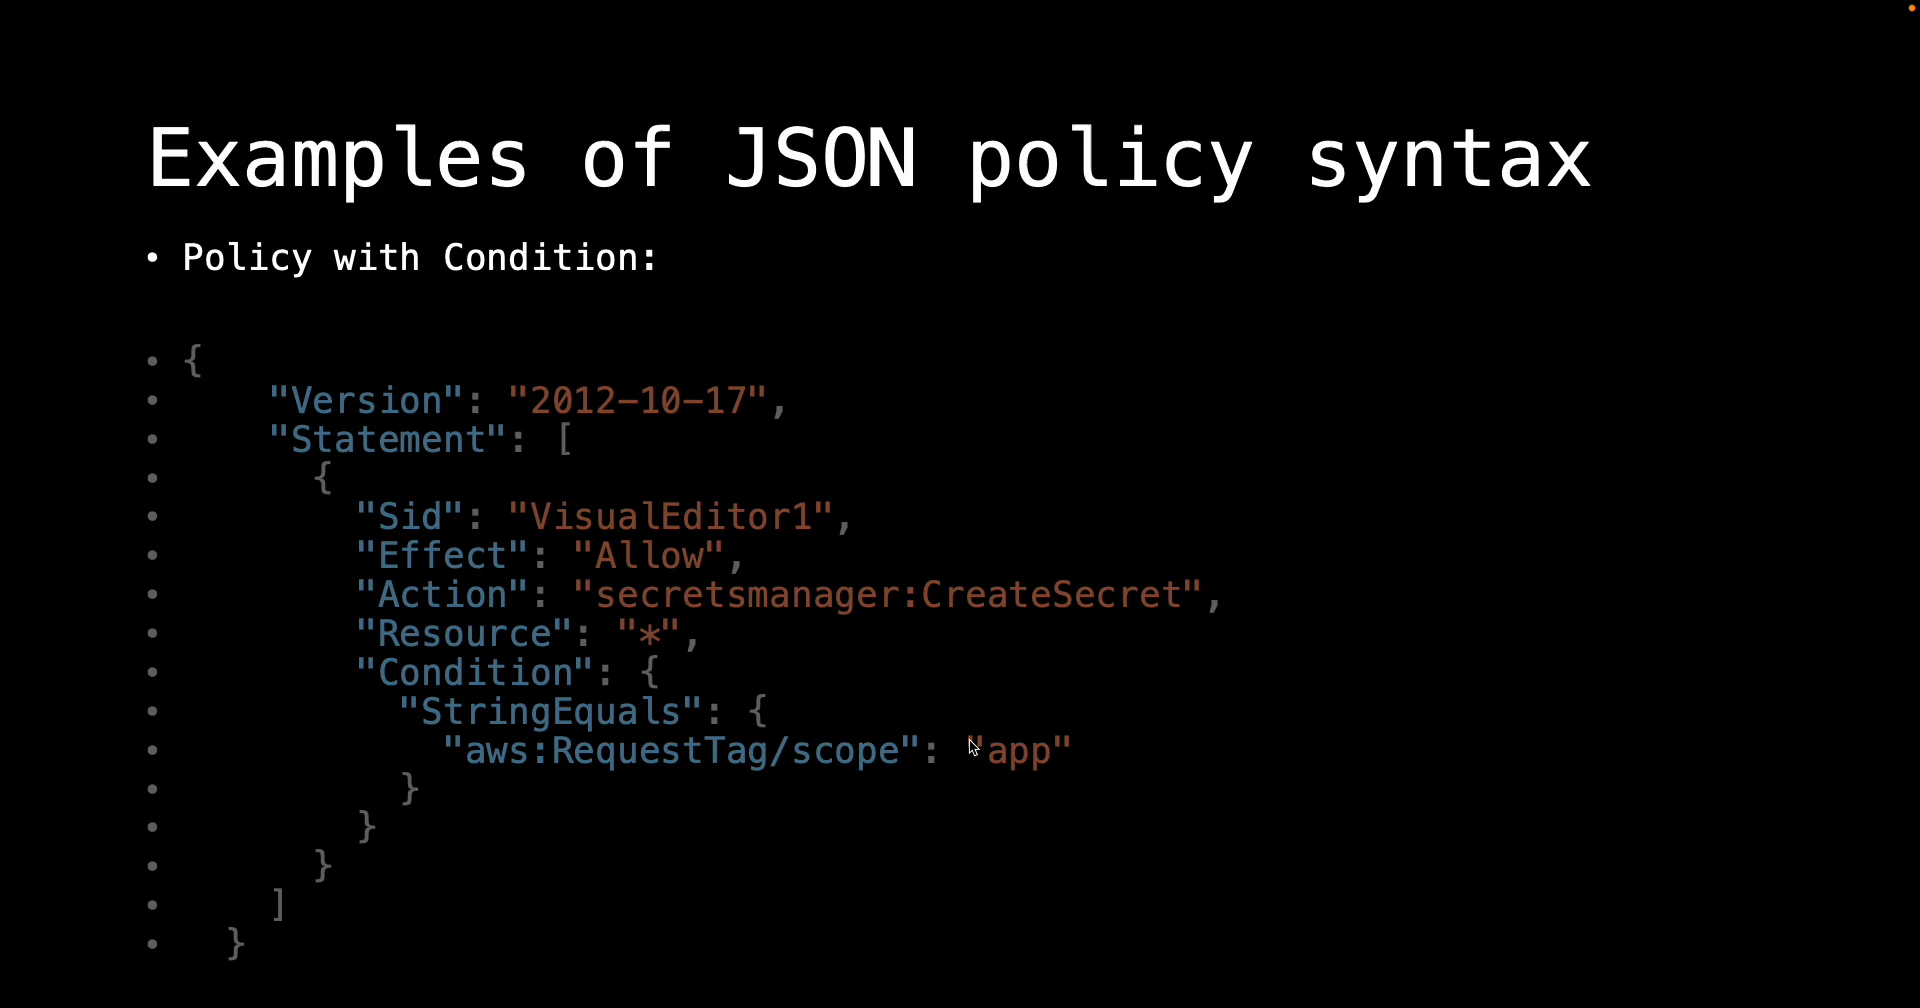 Examples of JSON policy syntax
• Policy with Condition:
• {
•     "Version": "2012-10-17",
•     "Statement": [
•       {
•         "Sid": "VisualEditor1",
•         "Effect": "Allow",
•         "Action": "secretsmanager:CreateSecret",
•         "Resource": "*",
•         "Condition": {
•           "StringEquals": {
•             "aws:RequestTag/scope": "app"
•           }
•         }
•       }
•     ]
•   }